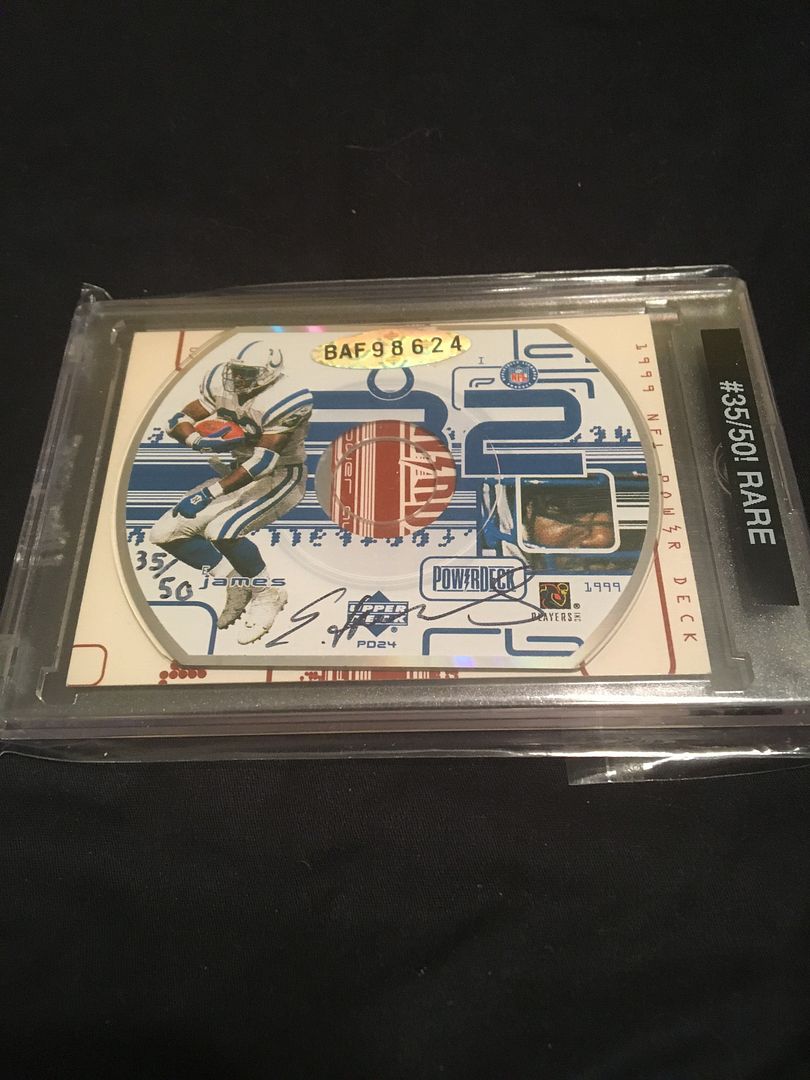 BAF98624
32
NFL
1999 NFL POWER DECK
#35/50! RARE
35/50
E James
UPPER DECK
PD24
POWERDECK
PLAYERS INC
1999